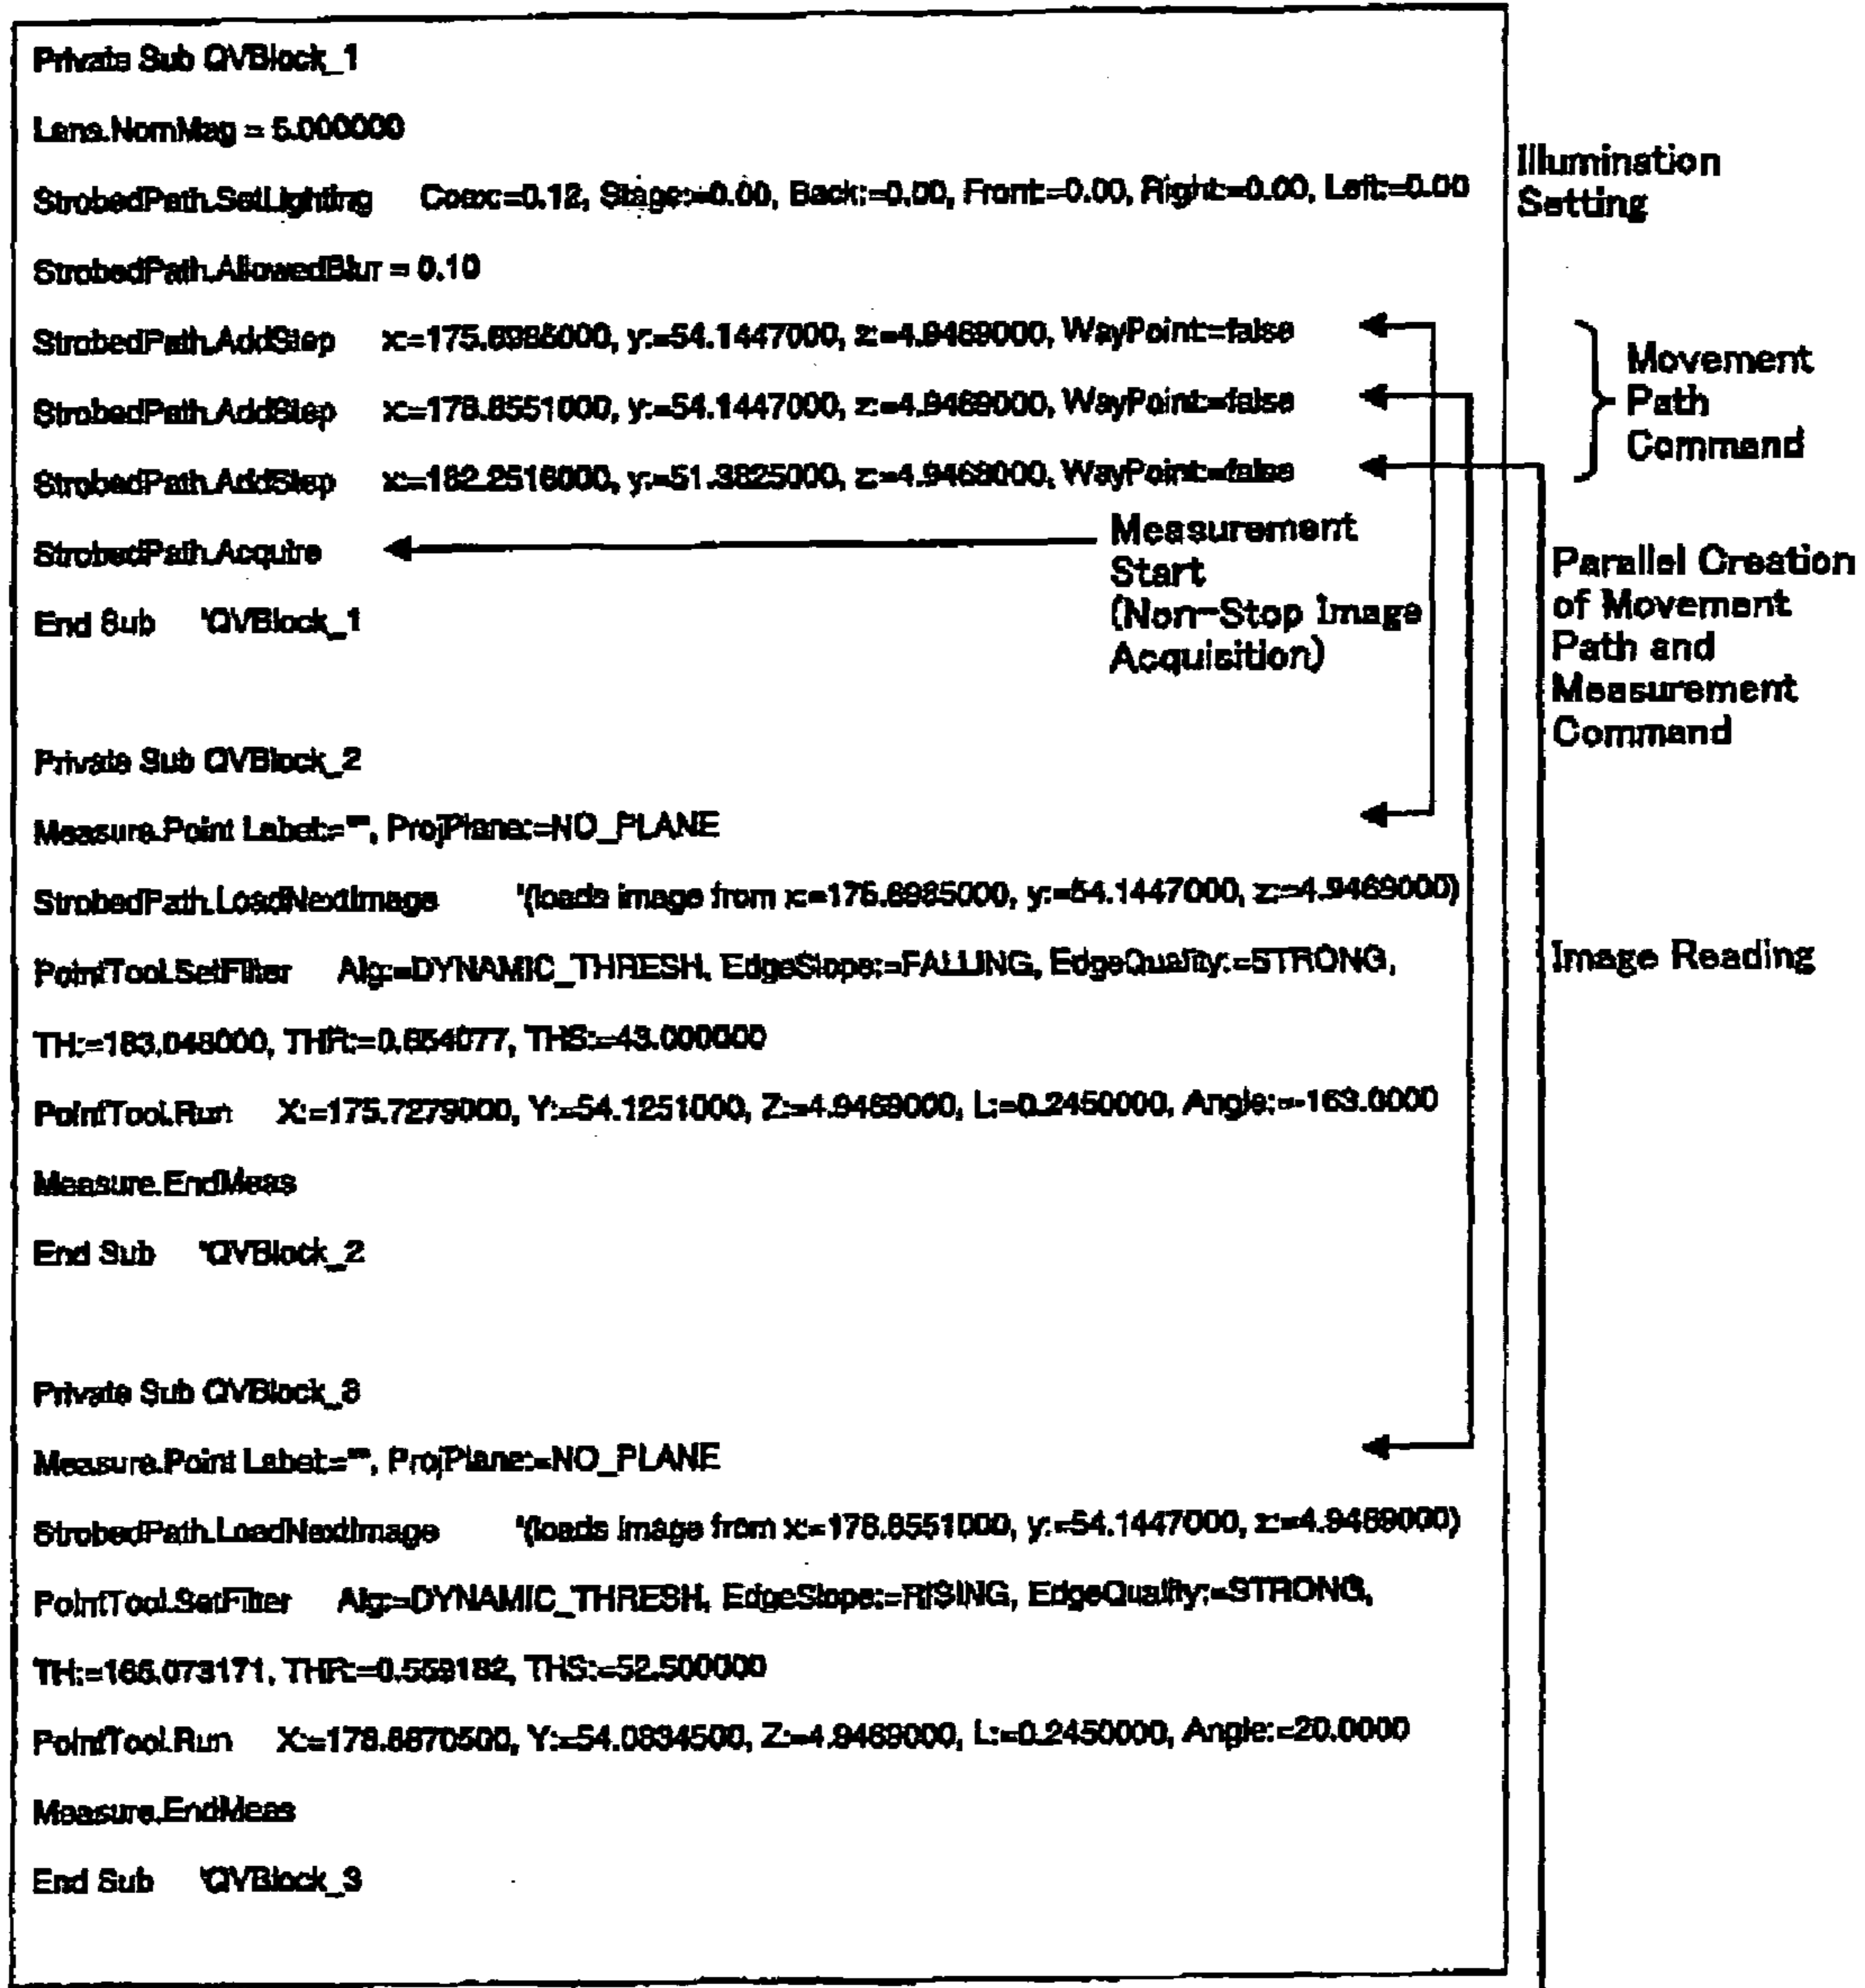 Private Sub QVBlock_1
Lens.NomMag = 5.000000
StrobedPath.SetLighting Coax:=0.12, Stage:=0.00, Back:=0.00, Front:=0.00, Right:=0.00, Left:=0.00
Illumination
Setting
StrobedPath.AllowedBlur = 0.10
StrobedPath.AddStep x:=175.6985000, y:=54.1447000, z:=4.9469000, WayPoint:=false
StrobedPath.AddStep x:=178.8551000, y:=54.1447000, z:=4.9469000, WayPoint:=false
StrobedPath.AddStep x:=182.2516000, y:=51.3825000, z:=4.9469000, WayPoint:=false
Movement
Path
Command
StrobedPath.Acquire
Measurement
Start
(Non-Stop Image
Acquisition)
End Sub 'QVBlock_1
Parallel Creation
of Movement
Path and
Measurement
Command
Private Sub QVBlock_2
Measure.Point Label:="", ProjPlane:=NO_PLANE
StrobedPath.LoadNextImage '(loads image from x:=175.6985000, y:=54.1447000, z:=4.9469000)
PointTool.SetFilter Alg:=DYNAMIC_THRESH, EdgeSlope:=FALLING, EdgeQuality:=STRONG,
Image Reading
TH:=183.048000, THR:=0.654077, THS:=43.000000
PointTool.Run X:=175.7279000, Y:=54.1251000, Z:=4.9469000, L:=0.2450000, Angle:=-163.0000
Measure.EndMeas
End Sub 'QVBlock_2
Private Sub QVBlock_3
Measure.Point Label:="", ProjPlane:=NO_PLANE
StrobedPath.LoadNextImage '(loads image from x:=178.8551000, y:=54.1447000, z:=4.9469000)
PointTool.SetFilter Alg:=DYNAMIC_THRESH, EdgeSlope:=RISING, EdgeQuality:=STRONG,
TH:=165.073171, THR:=0.559182, THS:=52.500000
PointTool.Run X:=178.8870500, Y:=54.0834500, Z:=4.9469000, L:=0.2450000, Angle:=20.0000
Measure.EndMeas
End Sub 'QVBlock_3